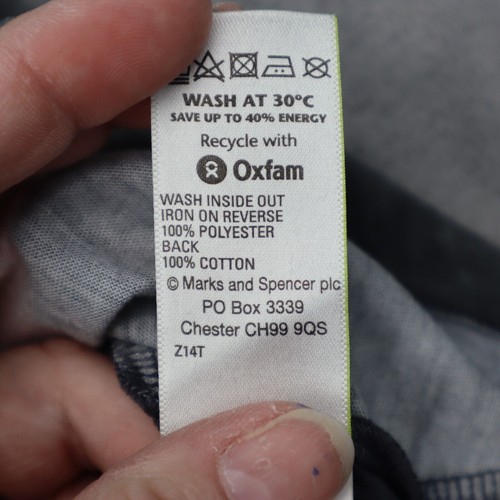 WASH AT 30°C
SAVE UP TO 40% ENERGY
Recycle with
Oxfam
WASH INSIDE OUT
IRON ON REVERSE
100% POLYESTER
BACK
100% COTTON
© Marks and Spencer plc
PO Box 3339
Chester CH99 9QS
Z14T